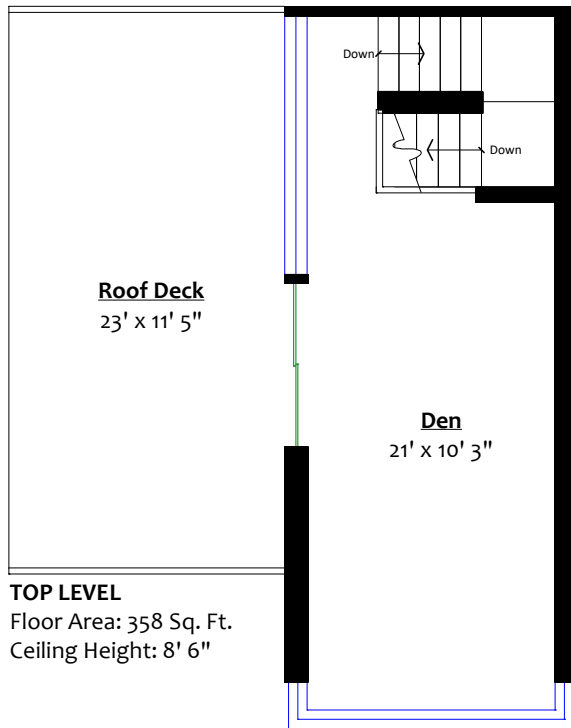 Down
Down
Roof Deck
23' x 11' 5"
Den
21' x 10' 3"
TOP LEVEL
Floor Area: 358 Sq. Ft.
Ceiling Height: 8' 6"